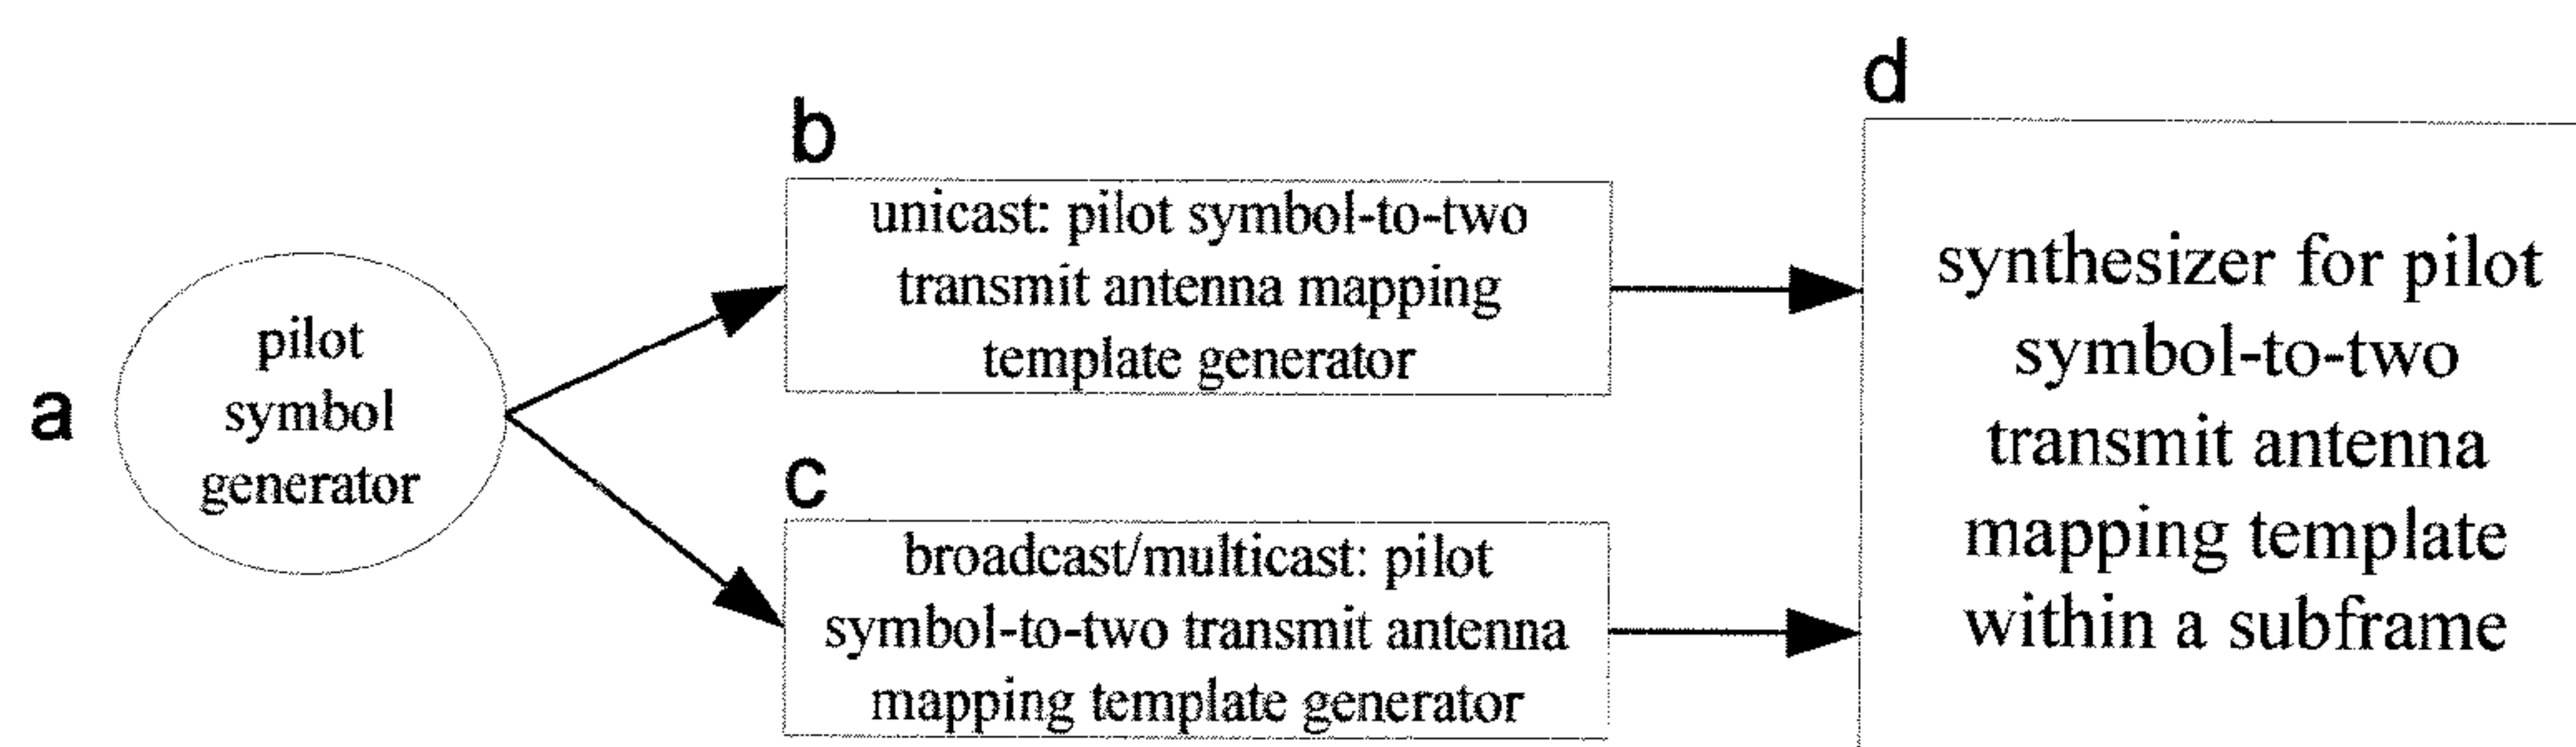 a
pilot
symbol
generator
b
unicast: pilot symbol-to-two
transmit antenna mapping
template generator
c
broadcast/multicast: pilot
symbol-to-two transmit antenna
mapping template generator
d
synthesizer for pilot
symbol-to-two
transmit antenna
mapping template
within a subframe